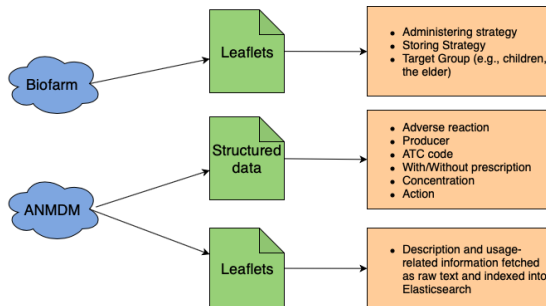 Biofarm
Leaflets
• Administering strategy
• Storing Strategy
• Target Group (e.g., children,
the elder)
ANMDM
Structured
data
• Adverse reaction
• Producer
• ATC code
• With/Without prescription
• Concentration
• Action
Leaflets
• Description and usage-
related information fetched
as raw text and indexed into
Elasticsearch